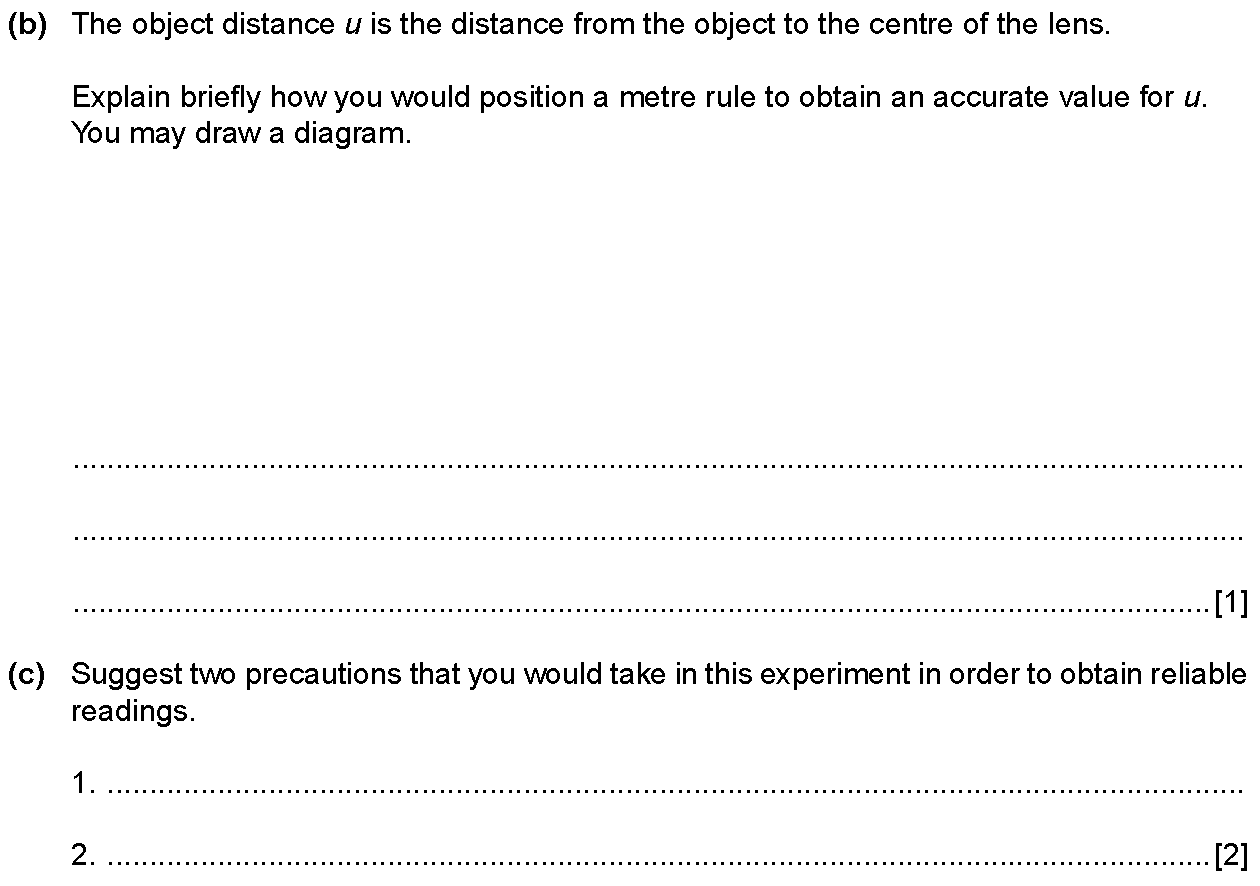 (b) The object distance u is the distance from the object to the centre of the lens.
Explain briefly how you would position a metre rule to obtain an accurate value for u.
You may draw a diagram.
..........................................................................................................................................
..........................................................................................................................................
..................................................................................................................................[1]
(c) Suggest two precautions that you would take in this experiment in order to obtain reliable
readings.
1. ......................................................................................................................................
2. ..................................................................................................................................[2]